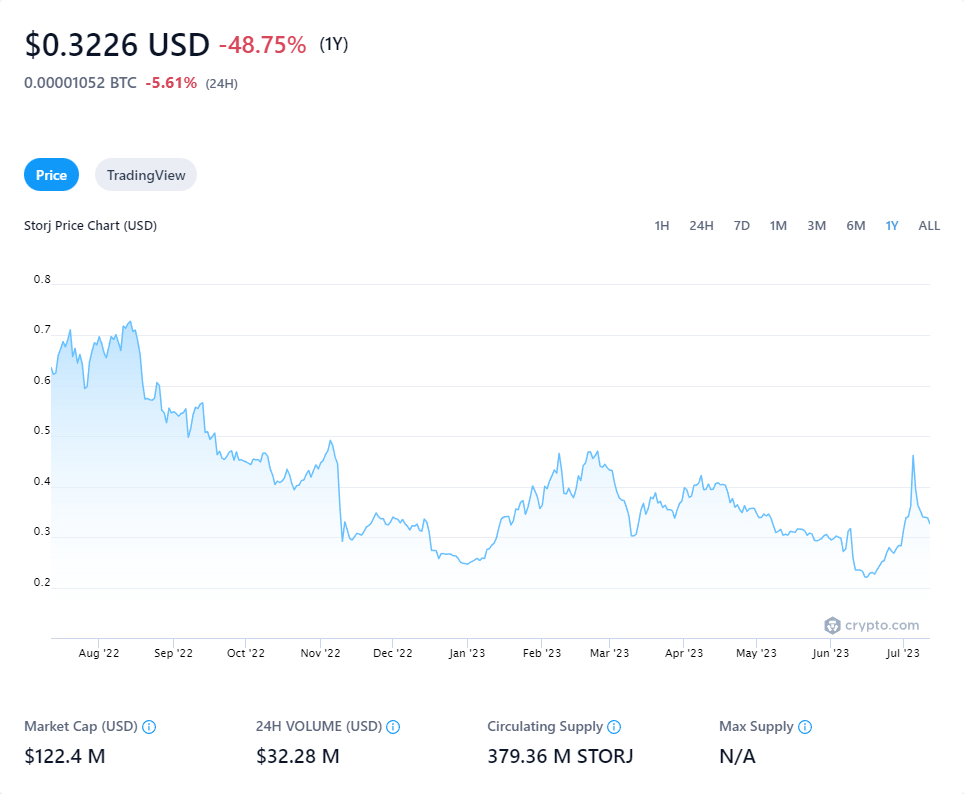 $0.3226 USD -48.75% (1Y)
0.00001052 BTC -5.61% (24H)
Price TradingView
Storj Price Chart (USD) 1H 24H 7D 1M 3M 6M 1Y ALL
0.8
0.7
0.6
0.5
0.4
0.3
0.2
crypto.com
Aug '22 Sep '22 Oct '22 Nov '22 Dec '22 Jan '23 Feb '23 Mar '23 Apr '23 May '23 Jun '23 Jul '23
Market Cap (USD) 24H VOLUME (USD) Circulating Supply Max Supply
$122.4 M $32.28 M 379.36 M STORJ N/A